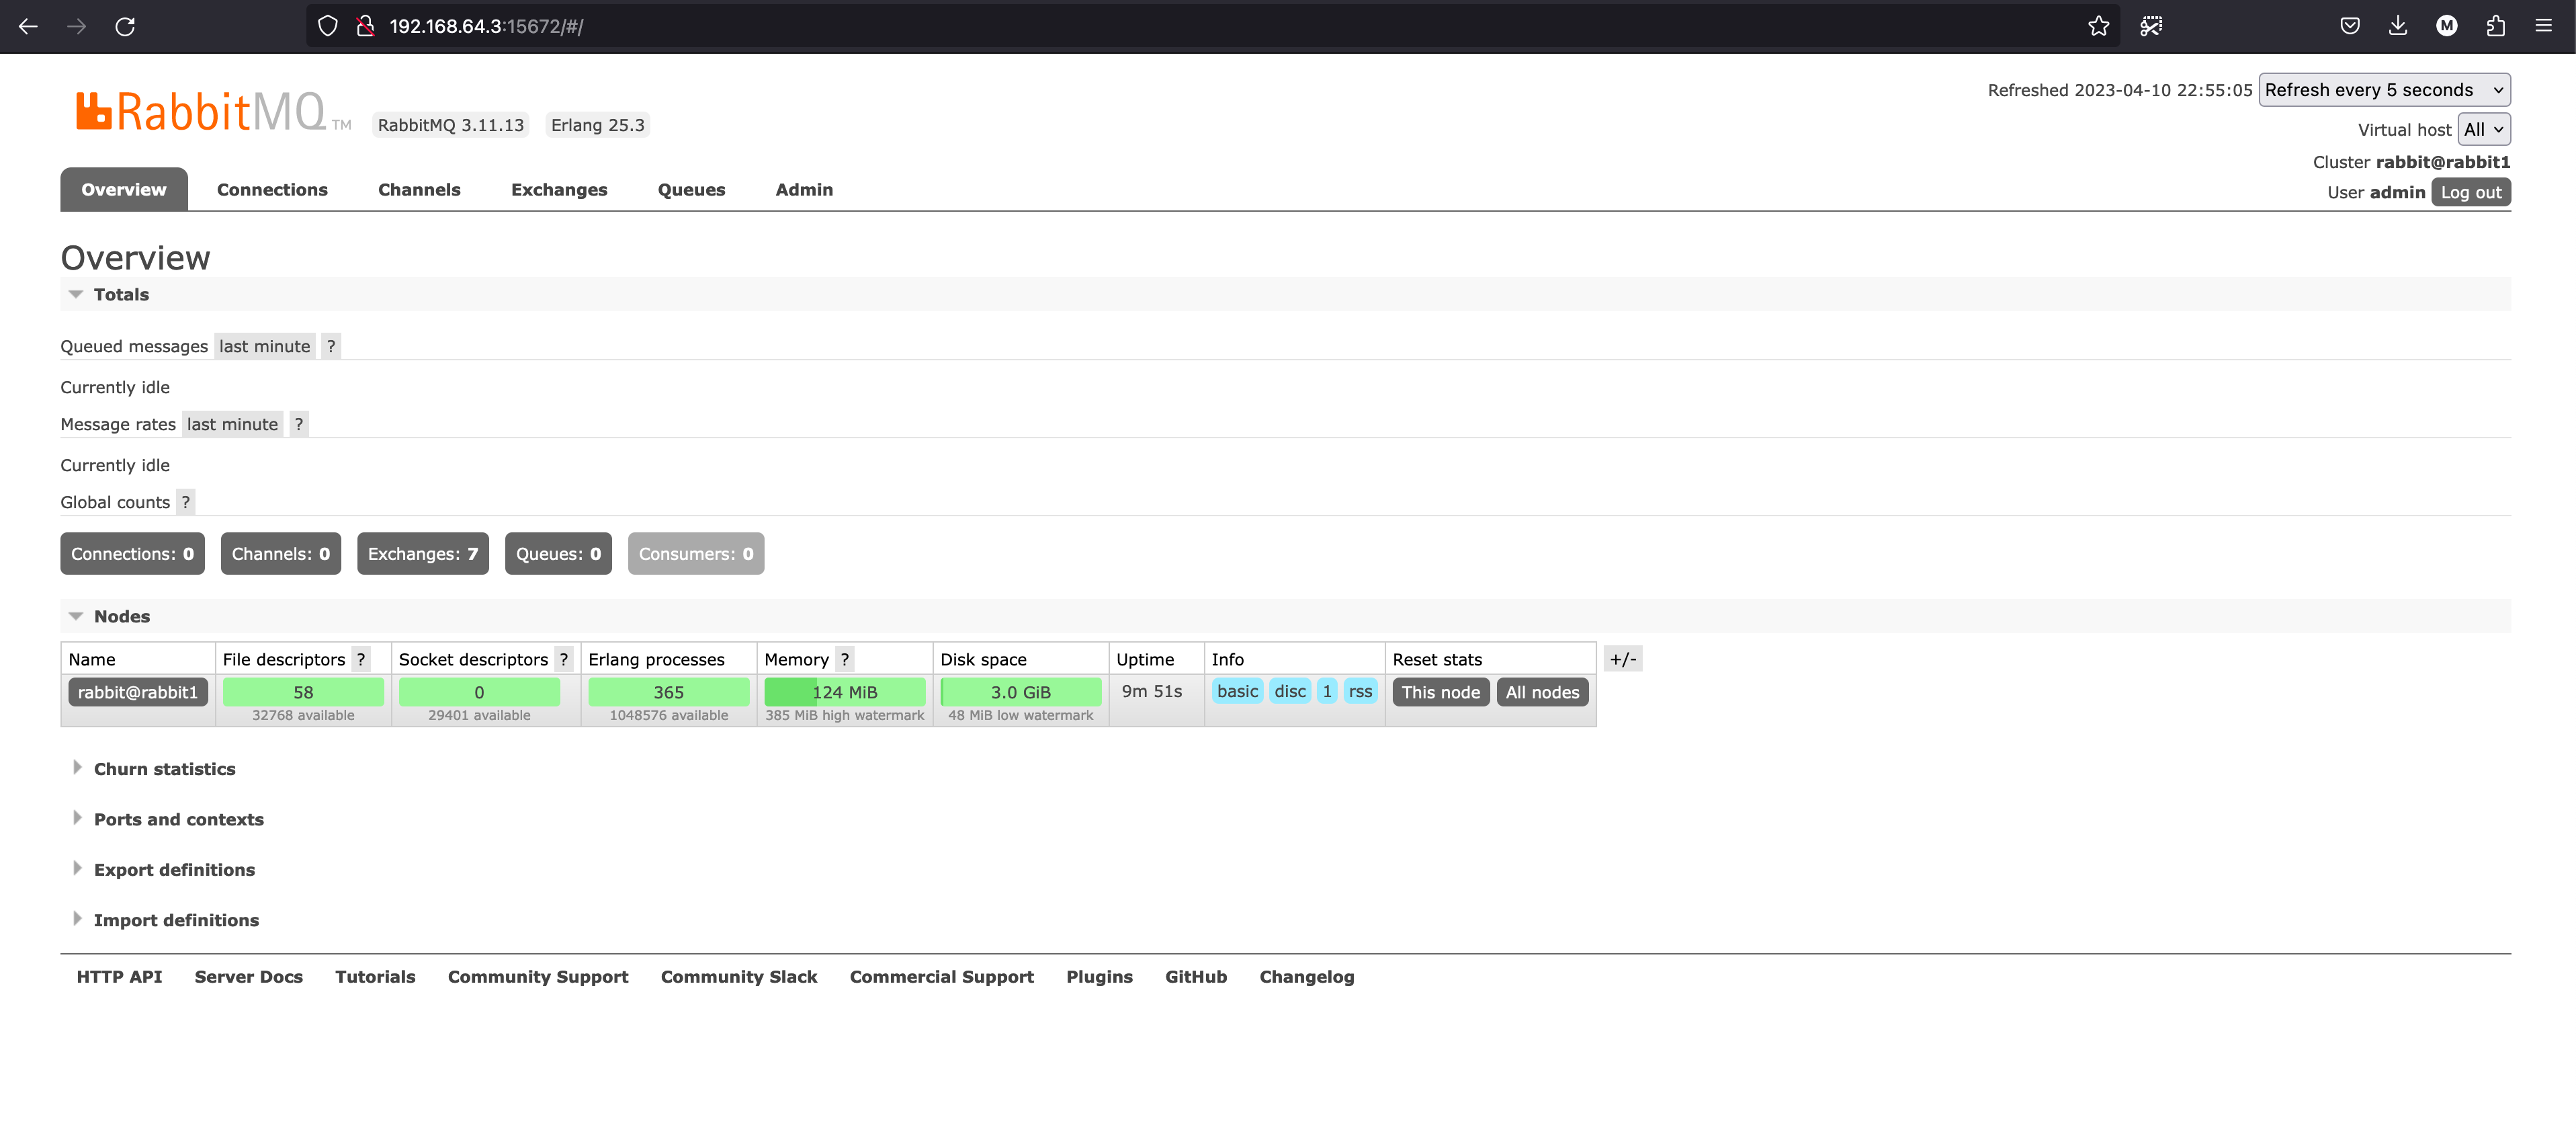 192.168.64.3:15672/#/
M
RabbitMQ TM RabbitMQ 3.11.13 Erlang 25.3
Refreshed 2023-04-10 22:55:05 Refresh every 5 seconds
Virtual host All
Cluster rabbit@rabbit1
User admin Log out
Overview Connections Channels Exchanges Queues Admin
Overview
Totals
Queued messages last minute ?
Currently idle
Message rates last minute ?
Currently idle
Global counts ?
Connections: 0 Channels: 0 Exchanges: 7 Queues: 0 Consumers: 0
Nodes
Name File descriptors ? Socket descriptors ? Erlang processes Memory ? Disk space Uptime Info Reset stats +/-
rabbit@rabbit1 58 0 365 124 MiB 3.0 GiB 9m 51s basic disc 1 rss This node All nodes
32768 available 29401 available 1048576 available 385 MiB high watermark 48 MiB low watermark
Churn statistics
Ports and contexts
Export definitions
Import definitions
HTTP API Server Docs Tutorials Community Support Community Slack Commercial Support Plugins GitHub Changelog